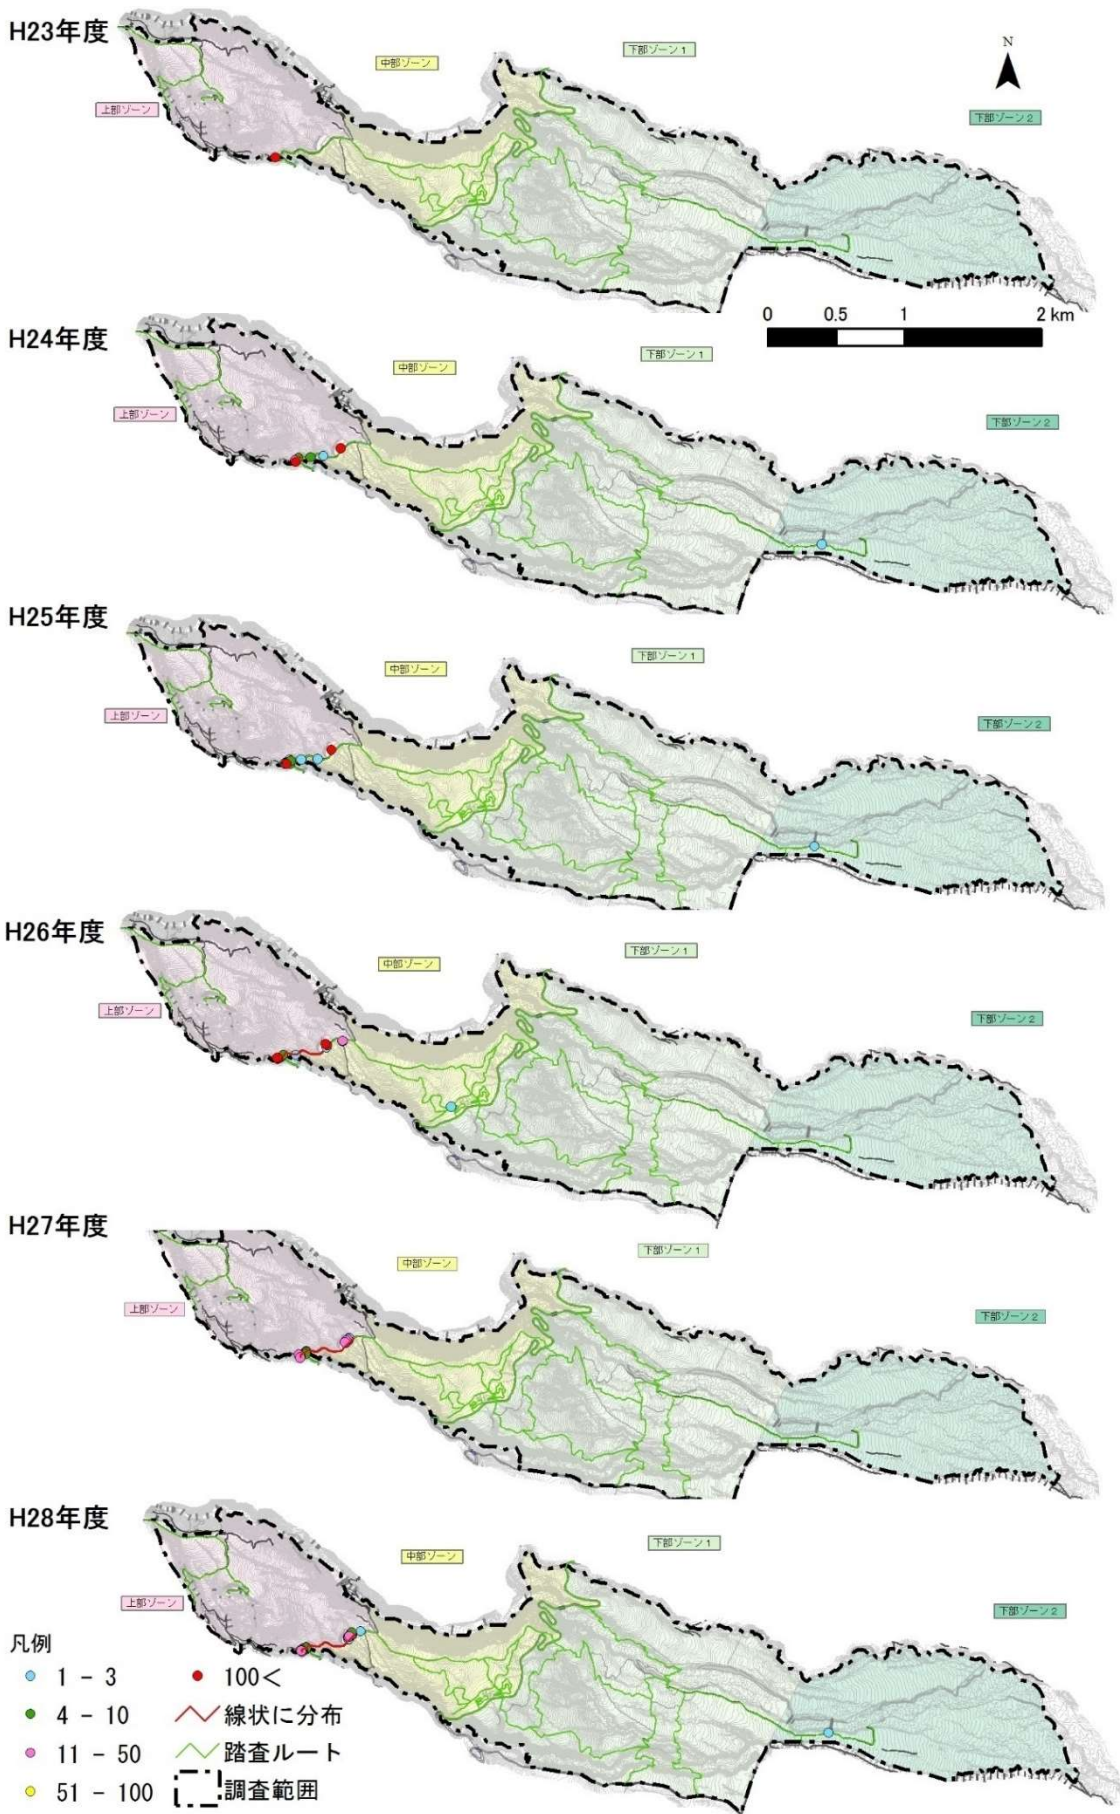 H23年度
中部ゾーン
下部ゾーン1
N
上部ゾーン
下部ゾーン2
0 0.5 1 2 km
H24年度
中部ゾーン
下部ゾーン1
上部ゾーン
下部ゾーン2
H25年度
中部ゾーン
下部ゾーン1
上部ゾーン
下部ゾーン2
H26年度
中部ゾーン
下部ゾーン1
上部ゾーン
下部ゾーン2
H27年度
中部ゾーン
下部ゾーン1
上部ゾーン
下部ゾーン2
H28年度
中部ゾーン
下部ゾーン1
上部ゾーン
下部ゾーン2
凡例
1 - 3
4 - 10
11 - 50
51 - 100
100<
線状に分布
踏査ルート
調査範囲